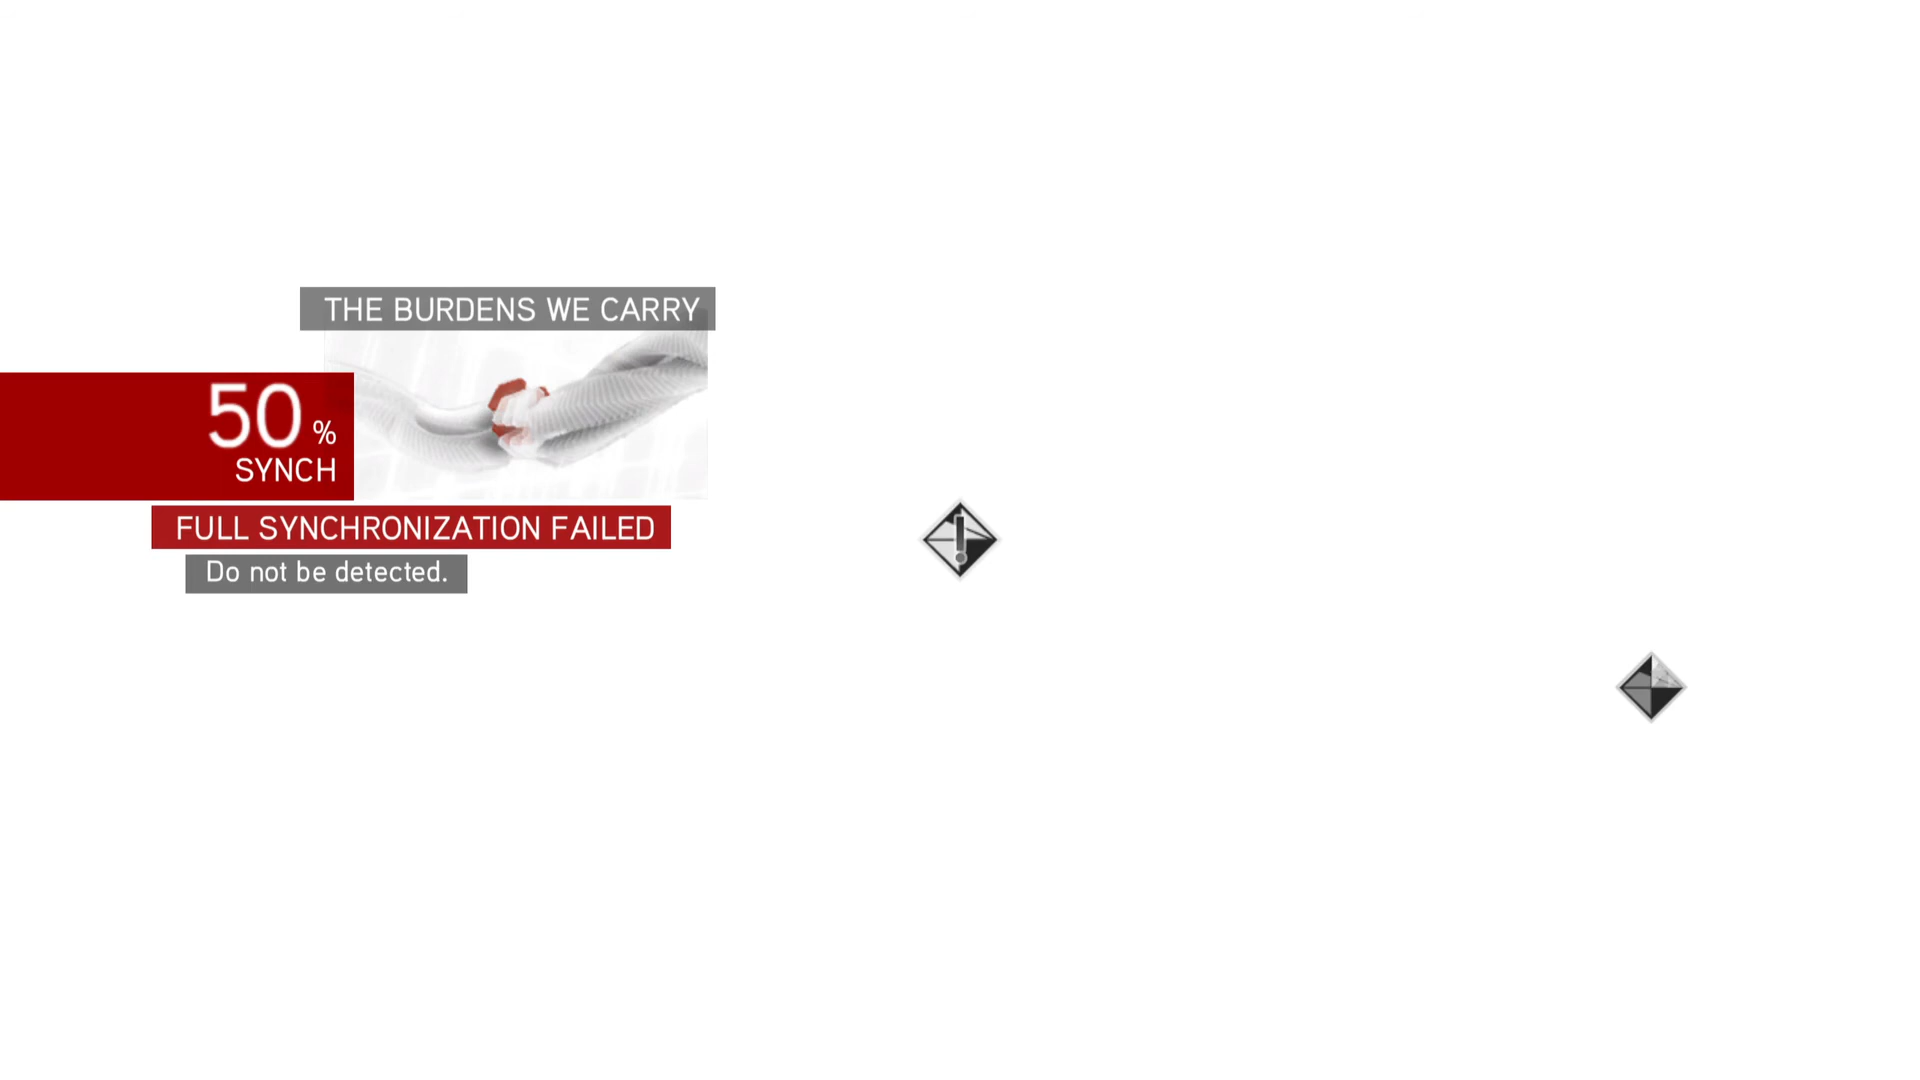 THE BURDENS WE CARRY
50 %
SYNCH
FULL SYNCHRONIZATION FAILED
Do not be detected.